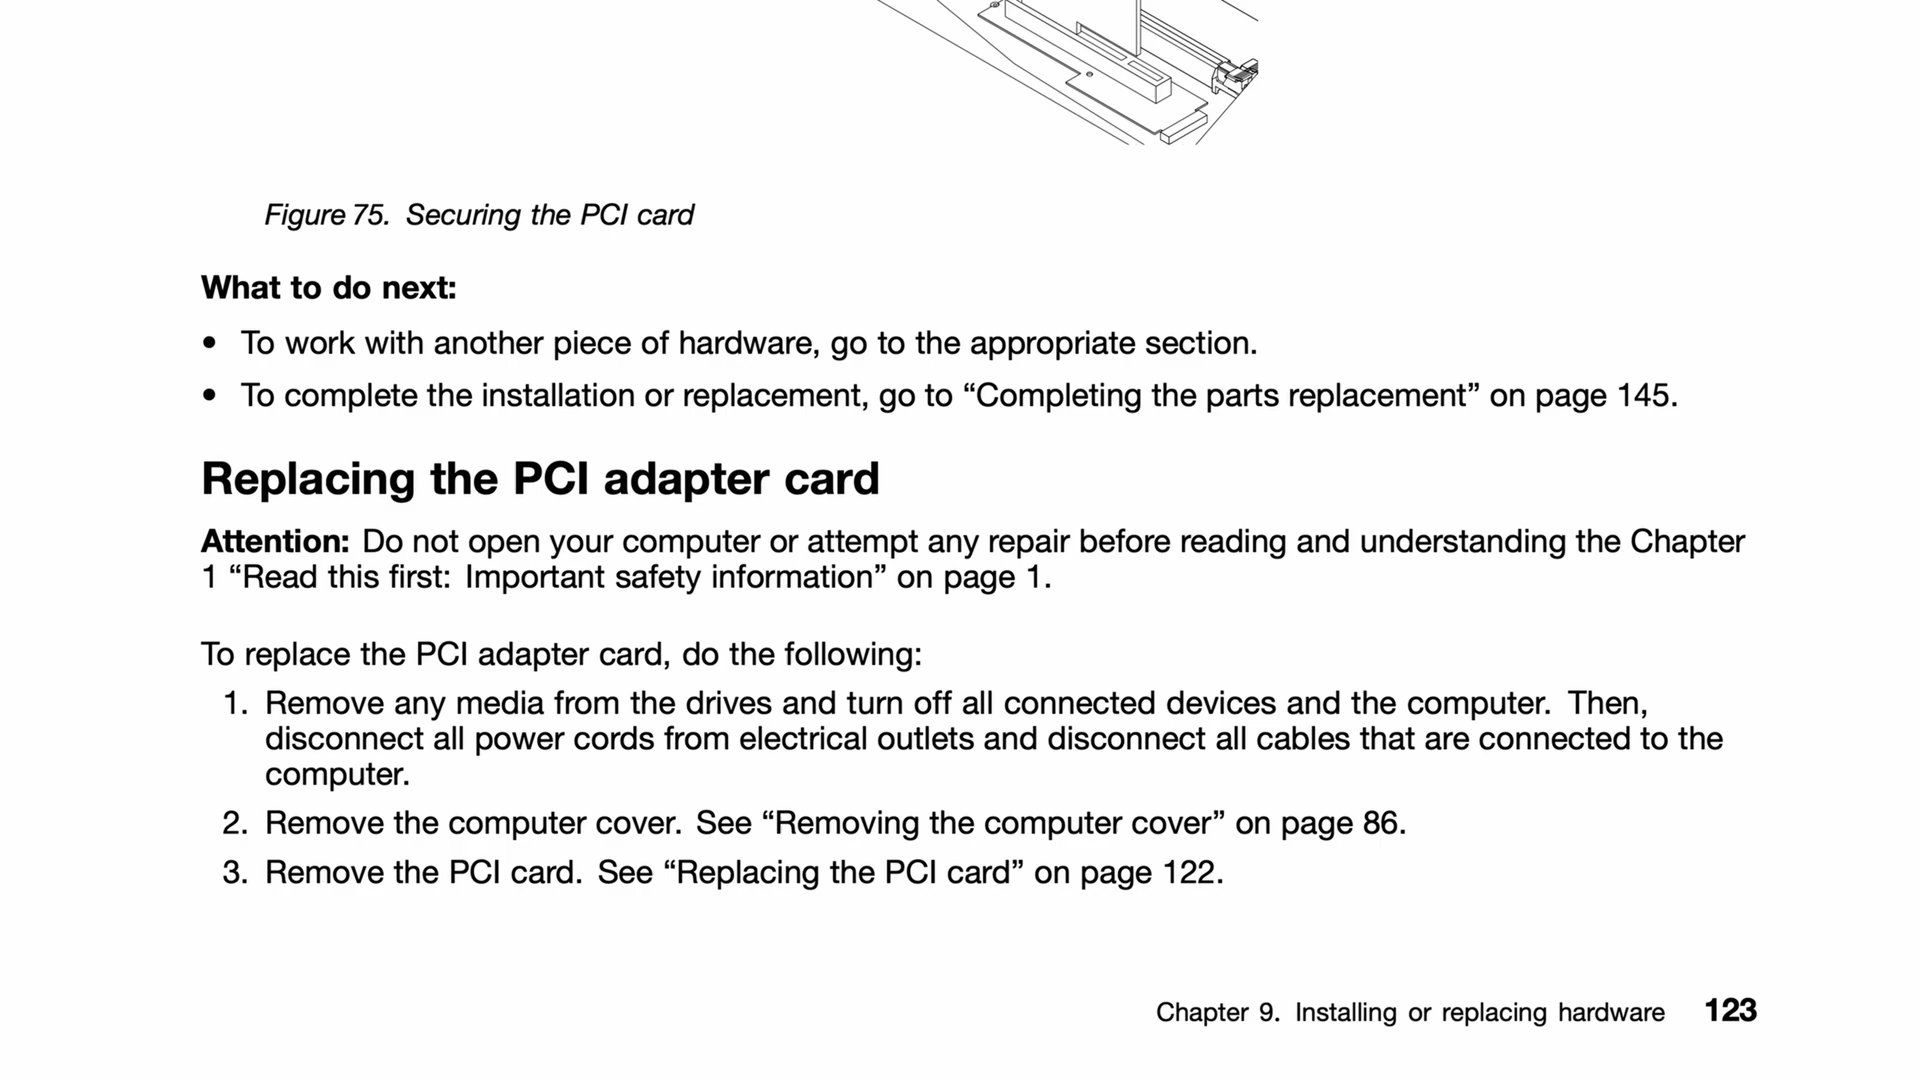 Figure 75. Securing the PCI card
What to do next:
• To work with another piece of hardware, go to the appropriate section.
• To complete the installation or replacement, go to “Completing the parts replacement” on page 145.
Replacing the PCI adapter card
Attention: Do not open your computer or attempt any repair before reading and understanding the Chapter
1 “Read this first: Important safety information” on page 1.
To replace the PCI adapter card, do the following:
1. Remove any media from the drives and turn off all connected devices and the computer. Then,
disconnect all power cords from electrical outlets and disconnect all cables that are connected to the
computer.
2. Remove the computer cover. See “Removing the computer cover” on page 86.
3. Remove the PCI card. See “Replacing the PCI card” on page 122.
Chapter 9. Installing or replacing hardware 123